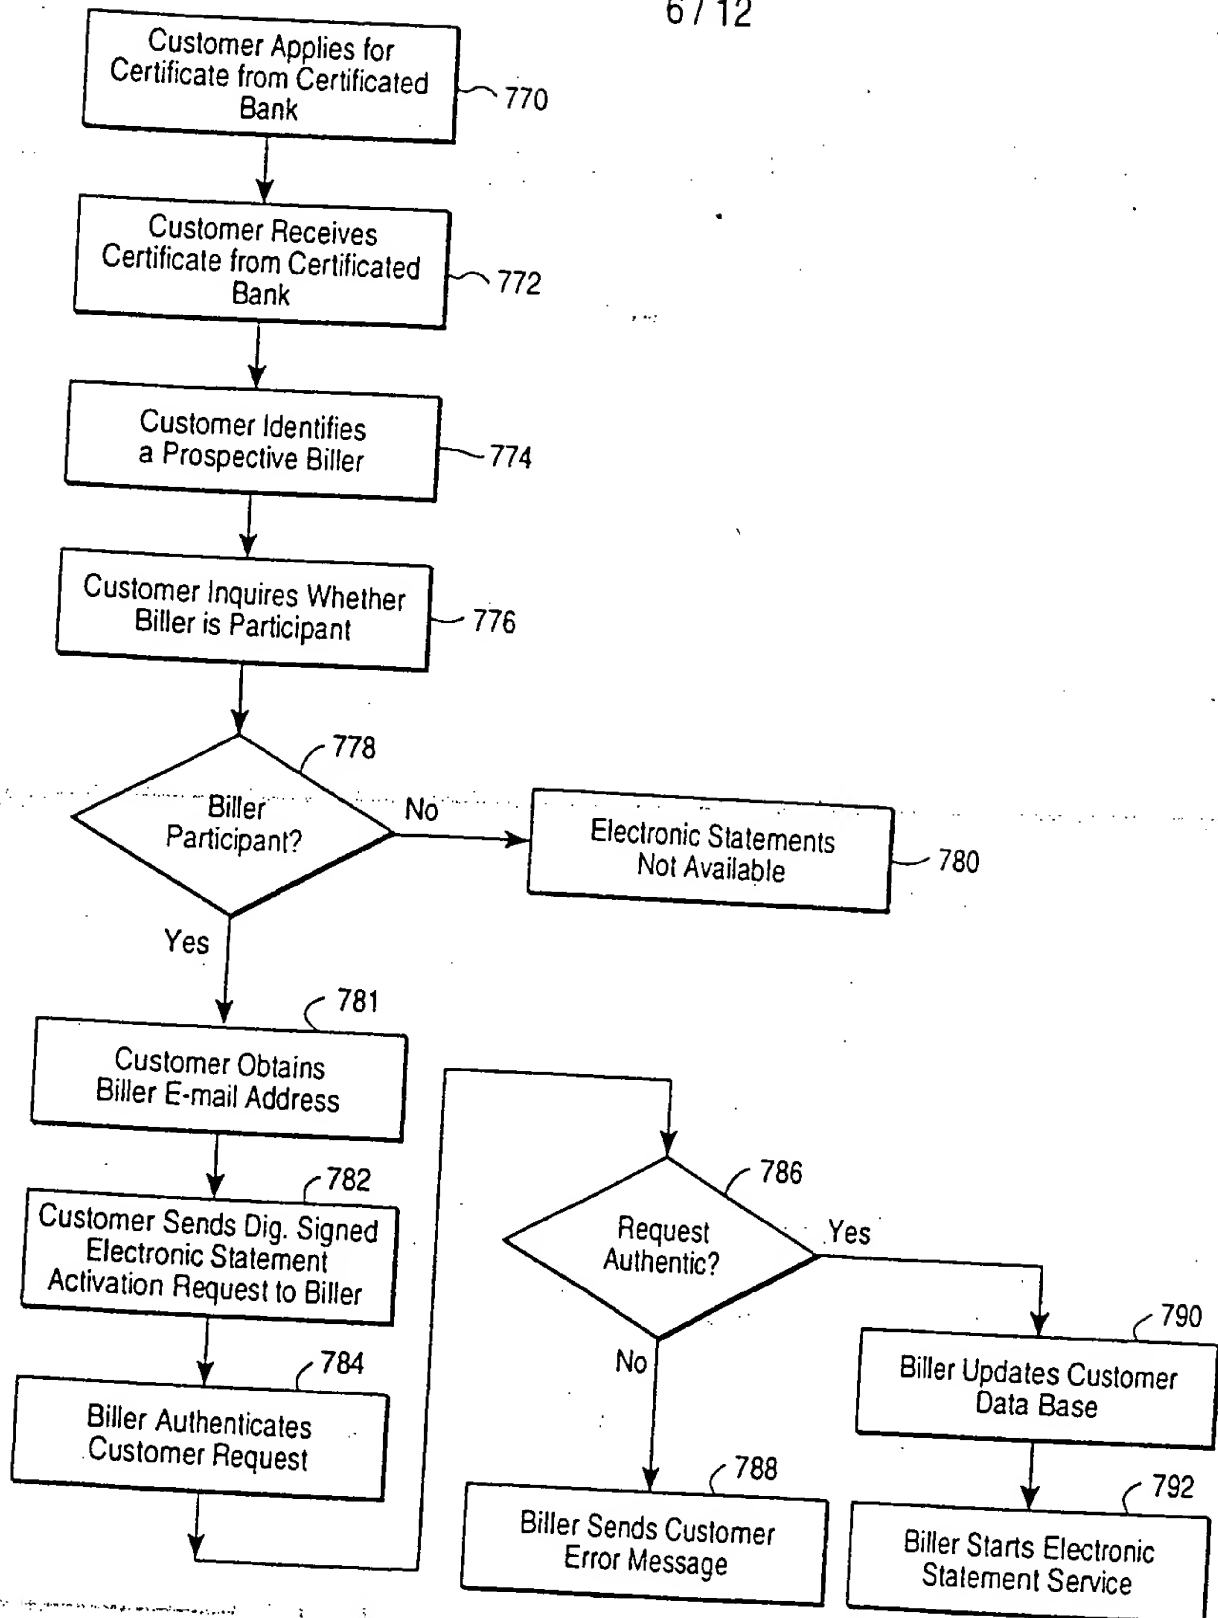 6 / 12
Customer Applies for
Certificate from Certificated
Bank
770
Customer Receives
Certificate from Certificated
Bank
772
Customer Identifies
a Prospective Biller
774
Customer Inquires Whether
Biller is Participant
776
778
Biller
Participant?
No
Electronic Statements
Not Available
780
Yes
781
Customer Obtains
Biller E-mail Address
782
Customer Sends Dig. Signed
Electronic Statement
Activation Request to Biller
784
Biller Authenticates
Customer Request
786
Request
Authentic?
Yes
No
788
Biller Sends Customer
Error Message
790
Biller Updates Customer
Data Base
792
Biller Starts Electronic
Statement Service